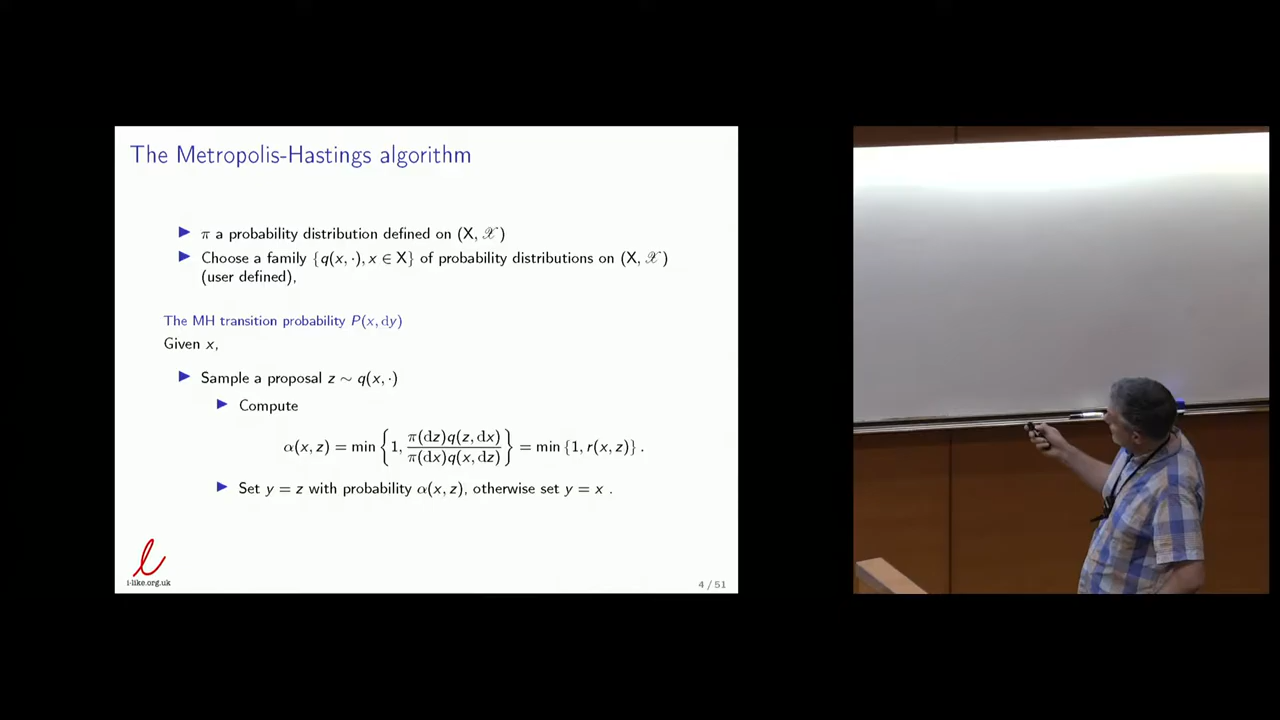 The Metropolis-Hastings algorithm
▶ π a probability distribution defined on (X, 𝒳)
▶ Choose a family {q(x, ·), x ∈ X} of probability distributions on (X, 𝒳)
(user defined),
The MH transition probability P(x, dy)
Given x,
▶ Sample a proposal z ∼ q(x, ·)
▶ Compute
α(x, z) = min {1, π(dz)q(z, dx) / π(dx)q(x, dz)} = min {1, r(x, z)} .
▶ Set y = z with probability α(x, z), otherwise set y = x .
i-like.org.uk
4 / 51